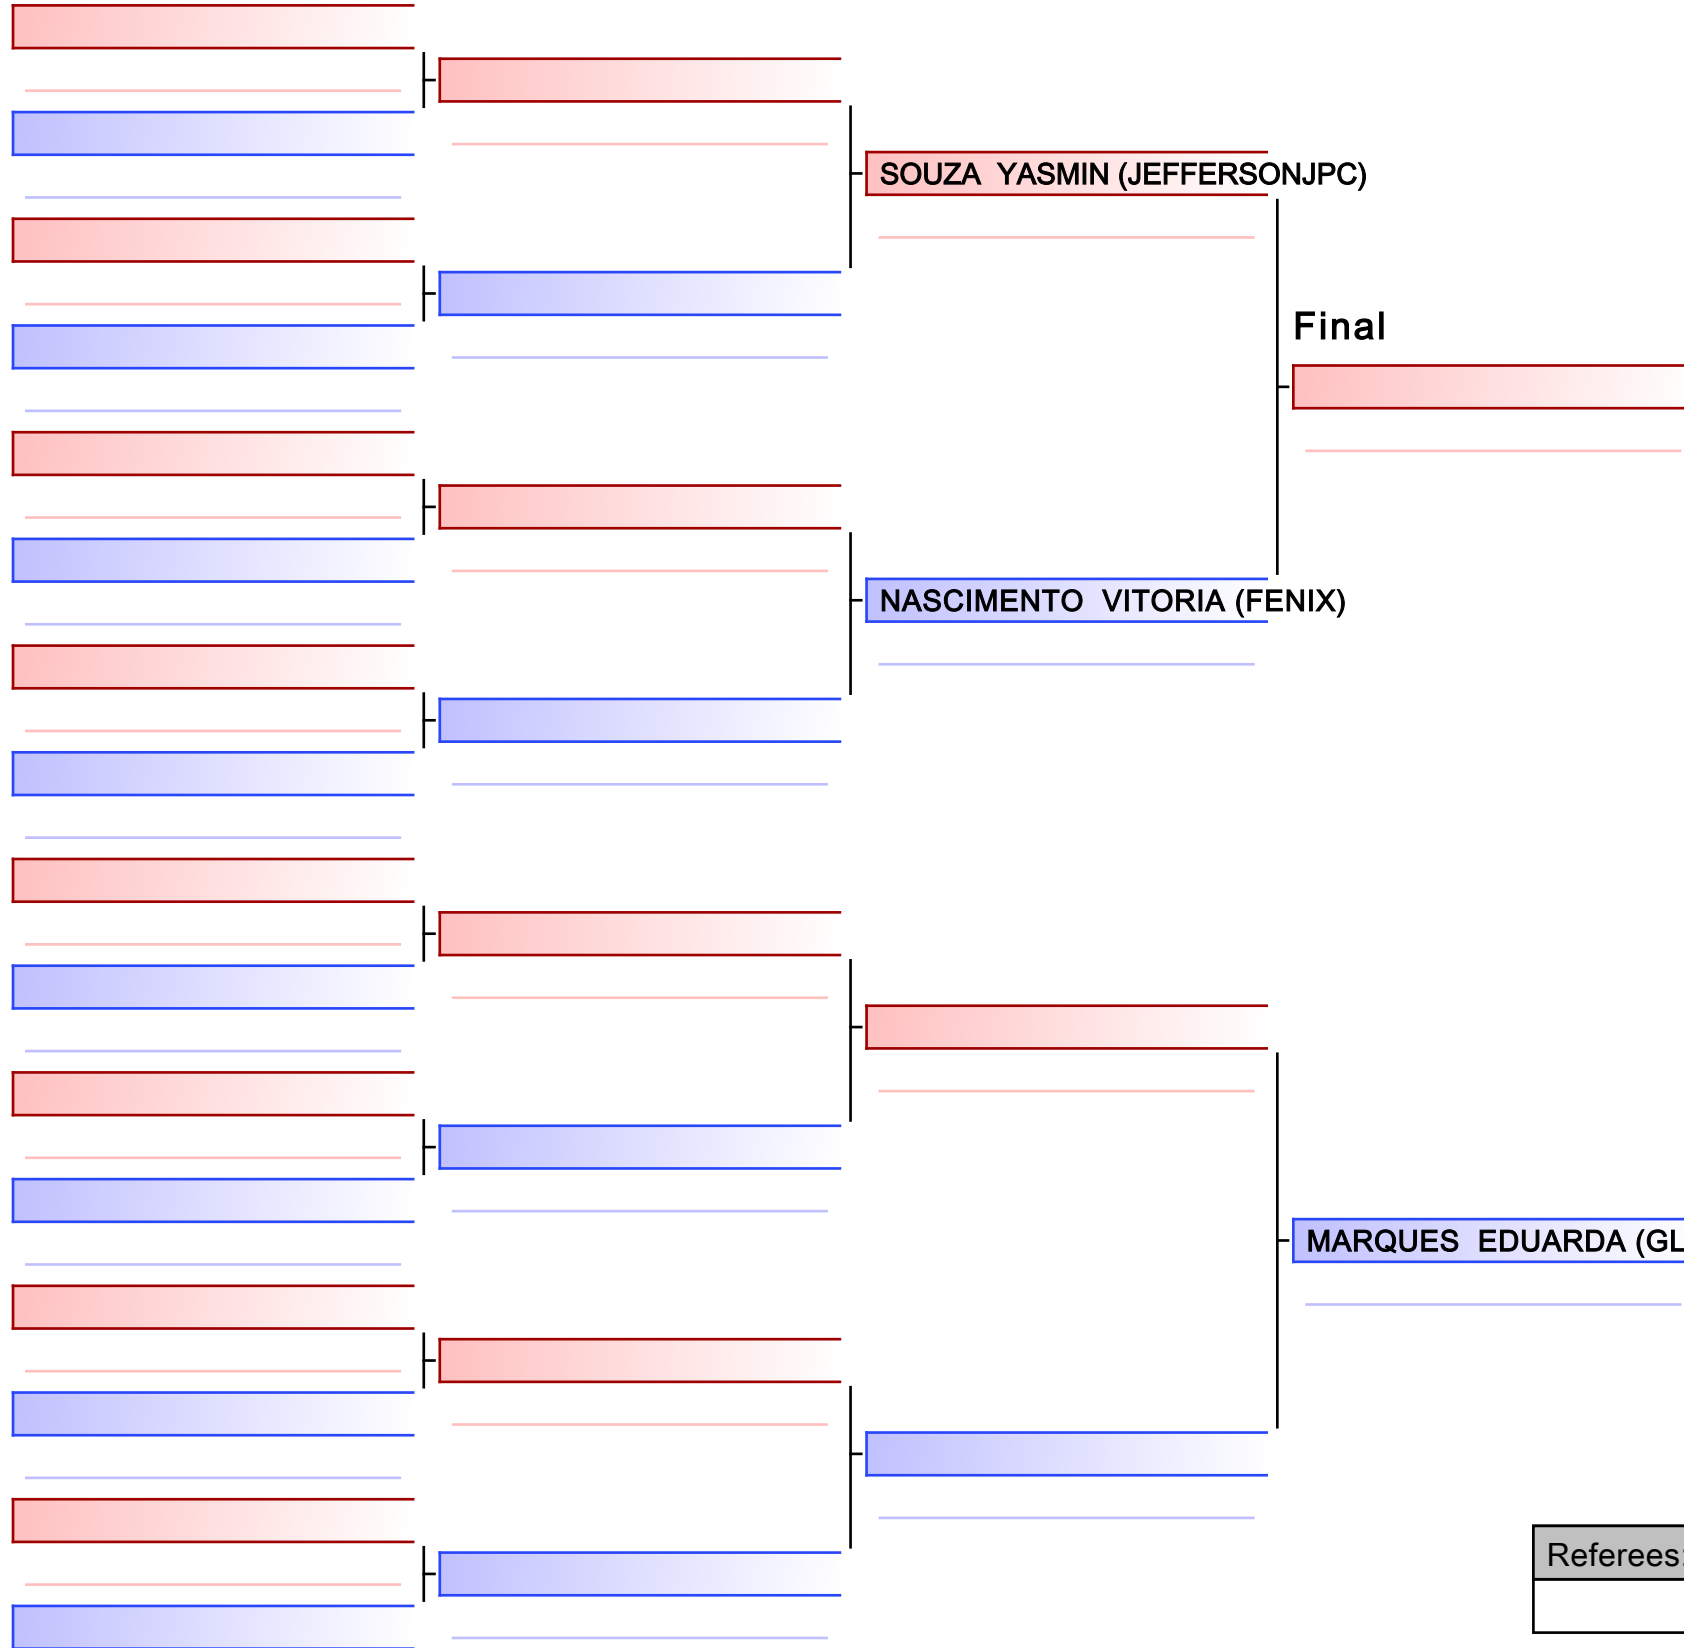 SOUZA YASMIN (JEFFERSONJPC)
Final
NASCIMENTO VITORIA (FENIX)
MARQUES EDUARDA (GL
Referees: